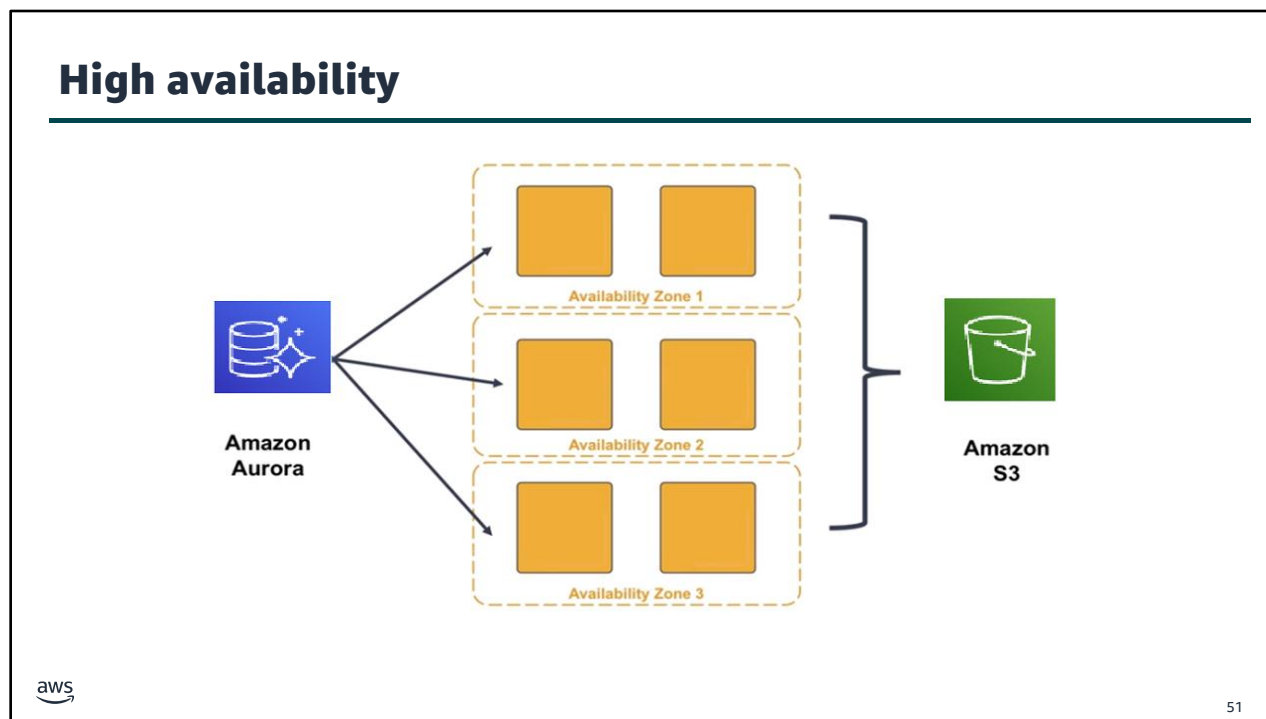 High availability
Availability Zone 1
Amazon
Aurora
Availability Zone 2
Amazon
S3
Availability Zone 3
aws
51